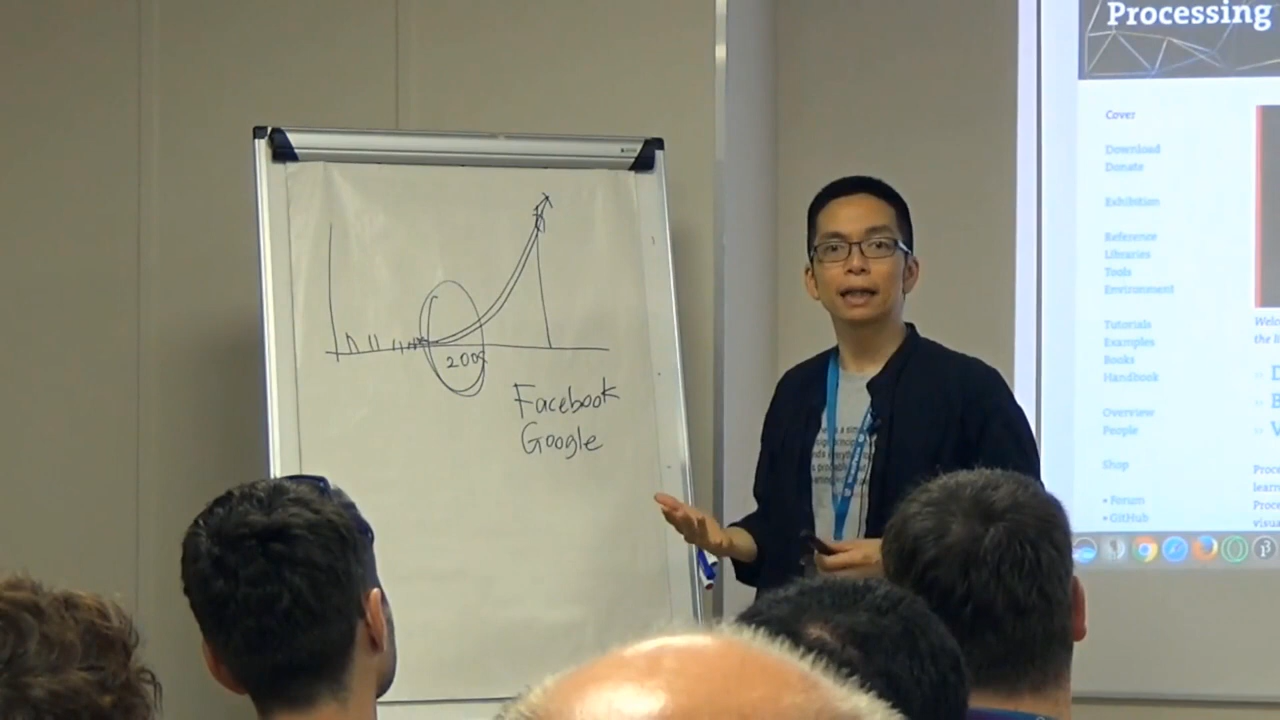 200
Facebook
Google
Processing
Cover
Download
Donate
Exhibition
Reference
Libraries
Tools
Environment
Tutorials
Examples
Books
Handbook
Overview
People
Shop
• Forum
• GitHub